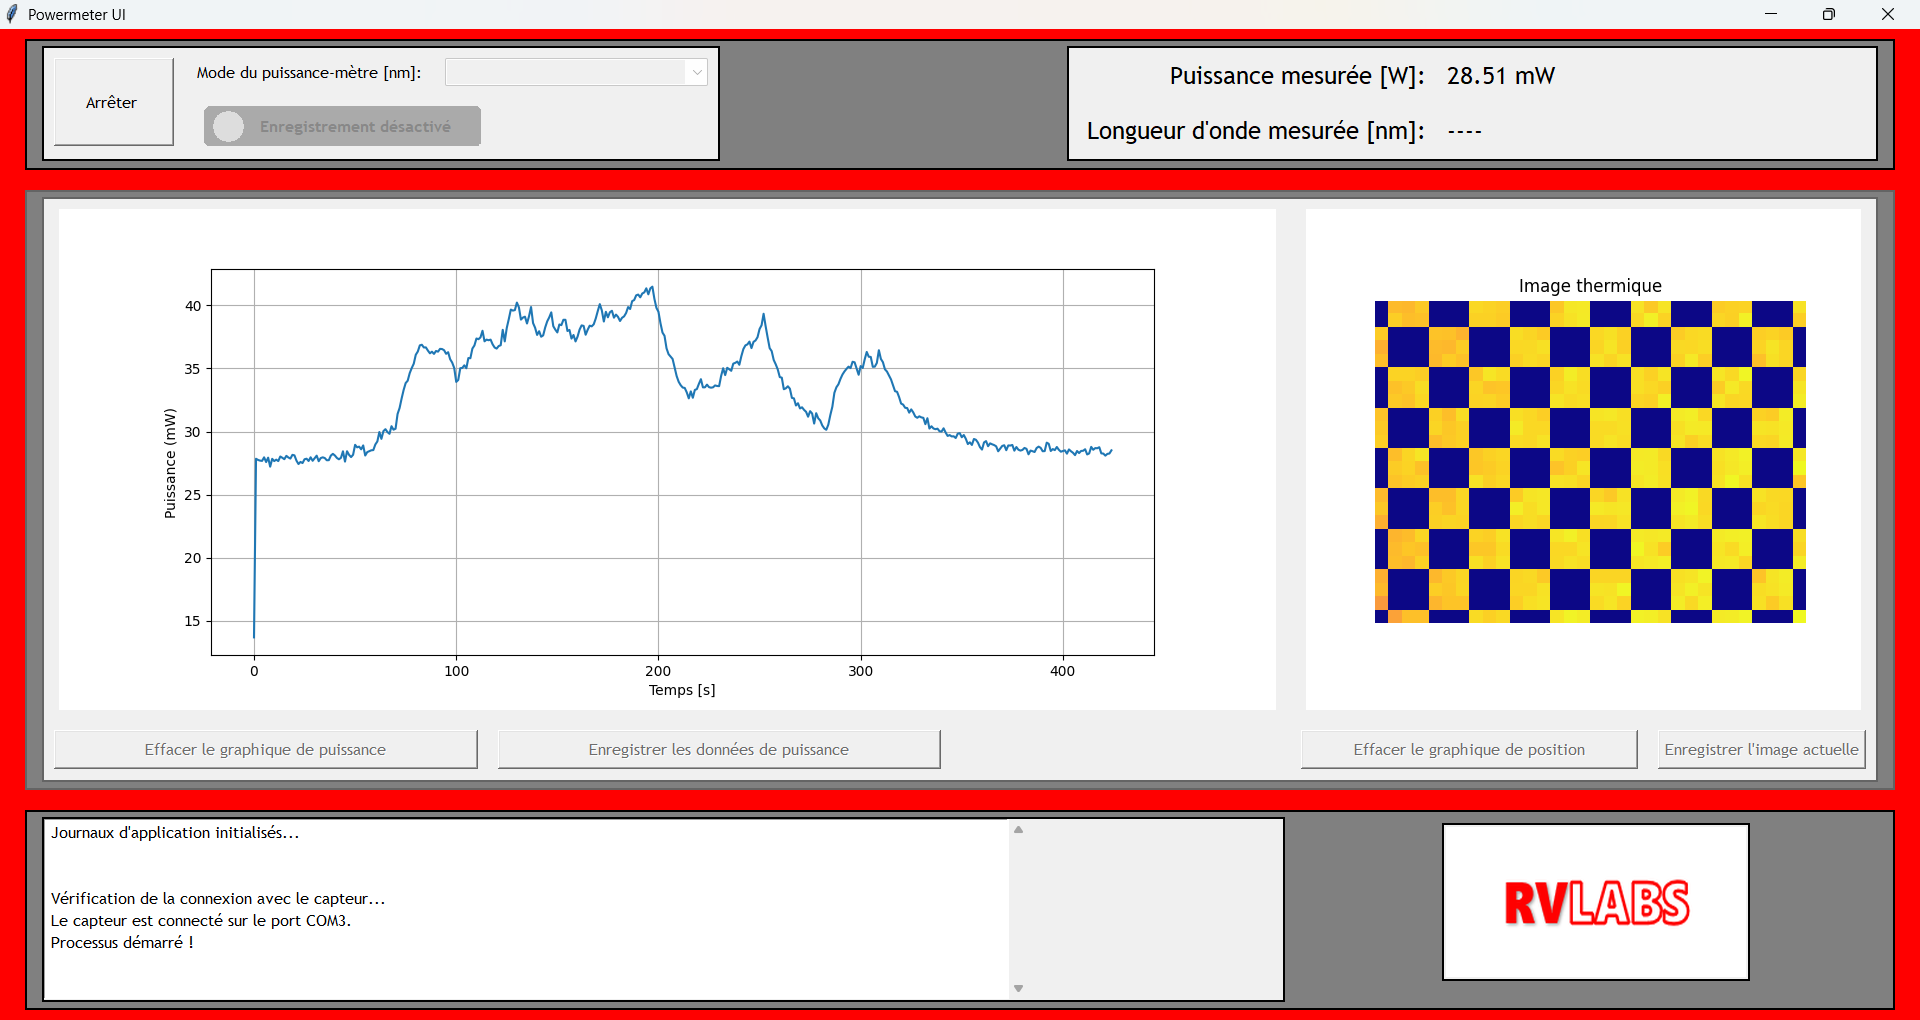 Powermeter UI
Arrêter
Mode du puissance-mètre [nm]:
Enregistrement désactivé
Puissance mesurée [W]: 28.51 mW
Longueur d'onde mesurée [nm]: ----
Puissance (mW)
40
35
30
25
20
15
0 100 200 300 400
Temps [s]
Image thermique
Effacer le graphique de puissance
Enregistrer les données de puissance
Effacer le graphique de position
Enregistrer l'image actuelle
Journaux d'application initialisés...
Vérification de la connexion avec le capteur...
Le capteur est connecté sur le port COM3.
Processus démarré !
RVLABS